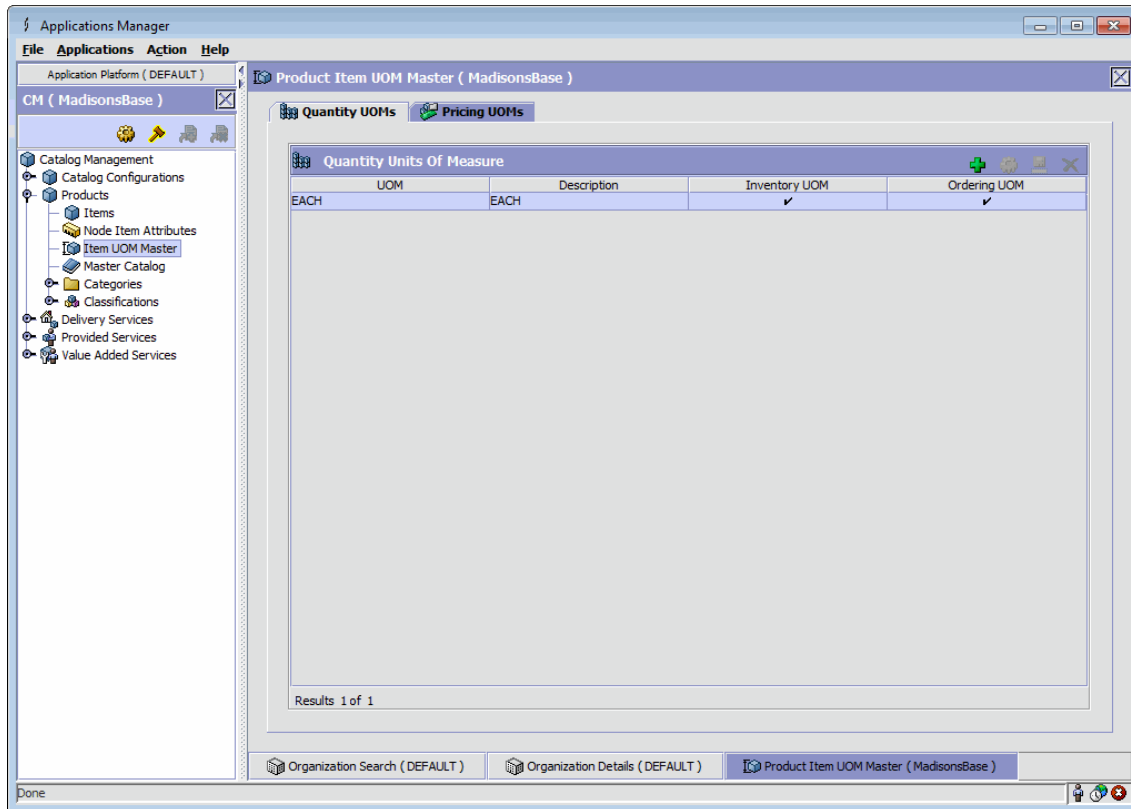 Applications Manager
File Applications Action Help
Application Platform ( DEFAULT )
CM ( MadisonsBase )
Catalog Management
Catalog Configurations
Products
Items
Node Item Attributes
Item UOM Master
Master Catalog
Categories
Classifications
Delivery Services
Provided Services
Value Added Services
Product Item UOM Master ( MadisonsBase )
Quantity UOMs Pricing UOMs
Quantity Units Of Measure
UOM Description Inventory UOM Ordering UOM
EACH EACH ✔ ✔
Results 1 of 1
Organization Search ( DEFAULT ) Organization Details ( DEFAULT ) Product Item UOM Master ( MadisonsBase )
Done